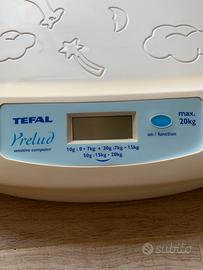 TEFAL
Prelud
sensitive computer
max.
20kg
on / function
10g : 0 • 7kg + 20g : 7kg • 15kg
50g : 15kg • 20kg
subito